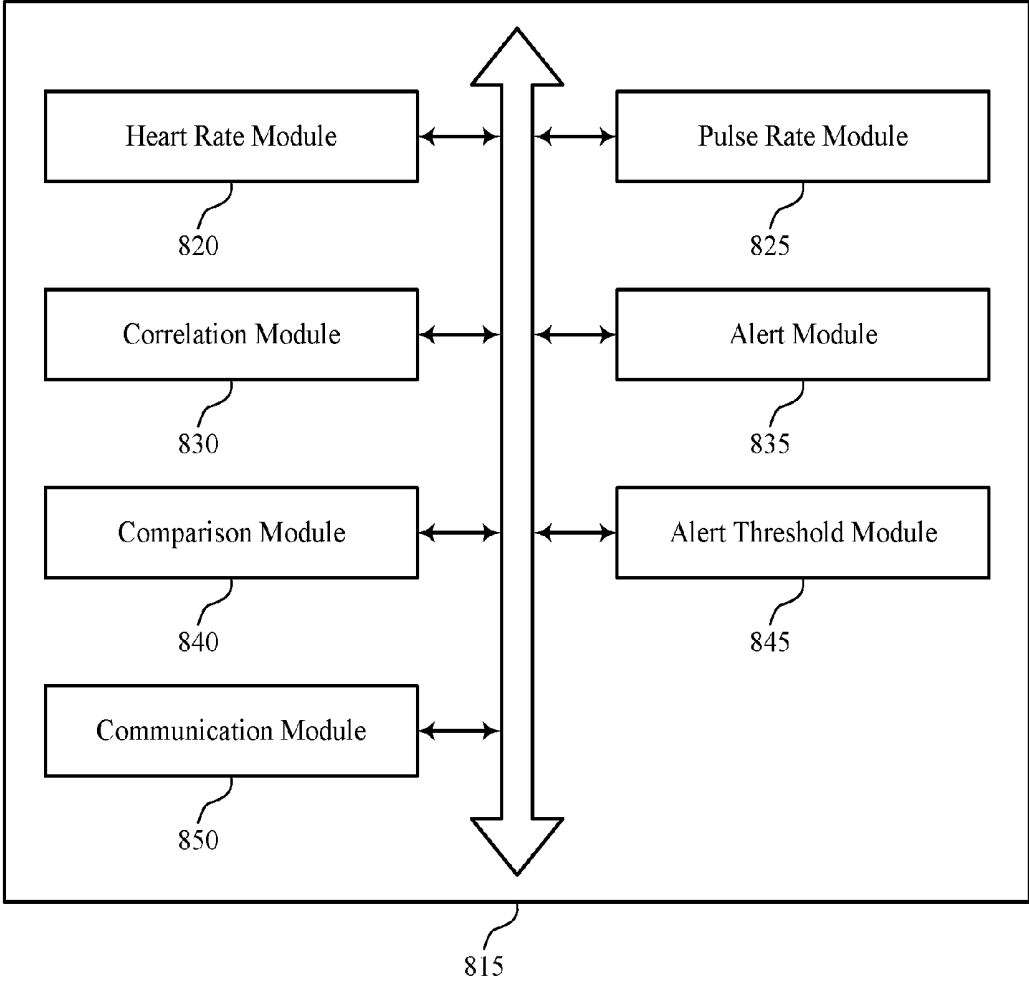 Heart Rate Module
Pulse Rate Module
820
825
Correlation Module
Alert Module
830
835
Comparison Module
Alert Threshold Module
840
845
Communication Module
850
815